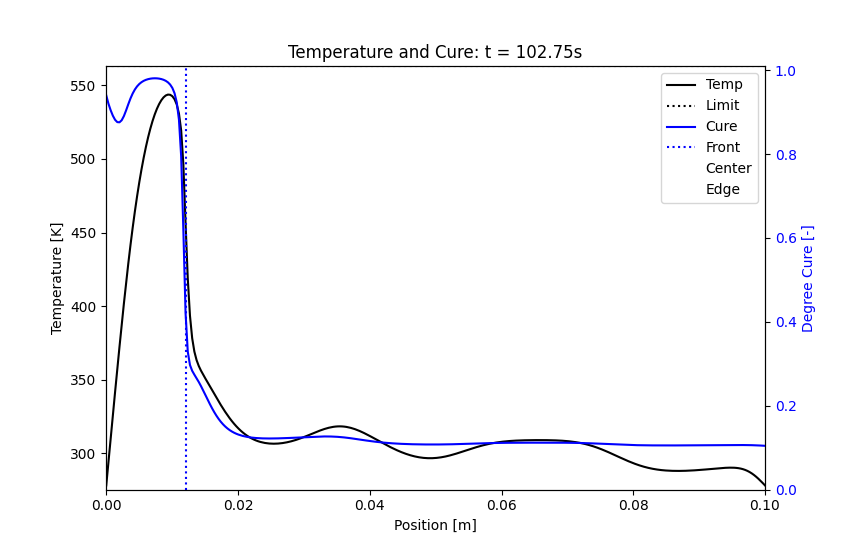 Temperature and Cure: t = 102.75s
Temp
Limit
Cure
Front
Center
Edge
Temperature [K]
550
500
450
400
350
300
Degree Cure [-]
1.0
0.8
0.6
0.4
0.2
0.0
0.00 0.02 0.04 0.06 0.08 0.10
Position [m]